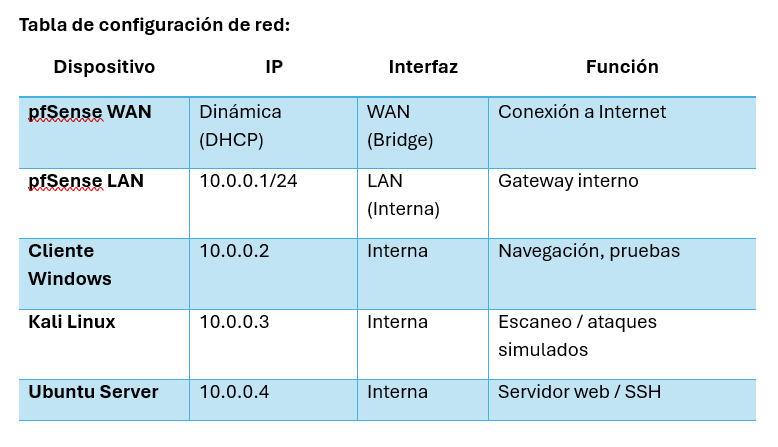 Tabla de configuración de red:
Dispositivo IP Interfaz Función
pfSense WAN Dinámica (DHCP) WAN (Bridge) Conexión a Internet
pfSense LAN 10.0.0.1/24 LAN (Interna) Gateway interno
Cliente Windows 10.0.0.2 Interna Navegación, pruebas
Kali Linux 10.0.0.3 Interna Escaneo / ataques simulados
Ubuntu Server 10.0.0.4 Interna Servidor web / SSH